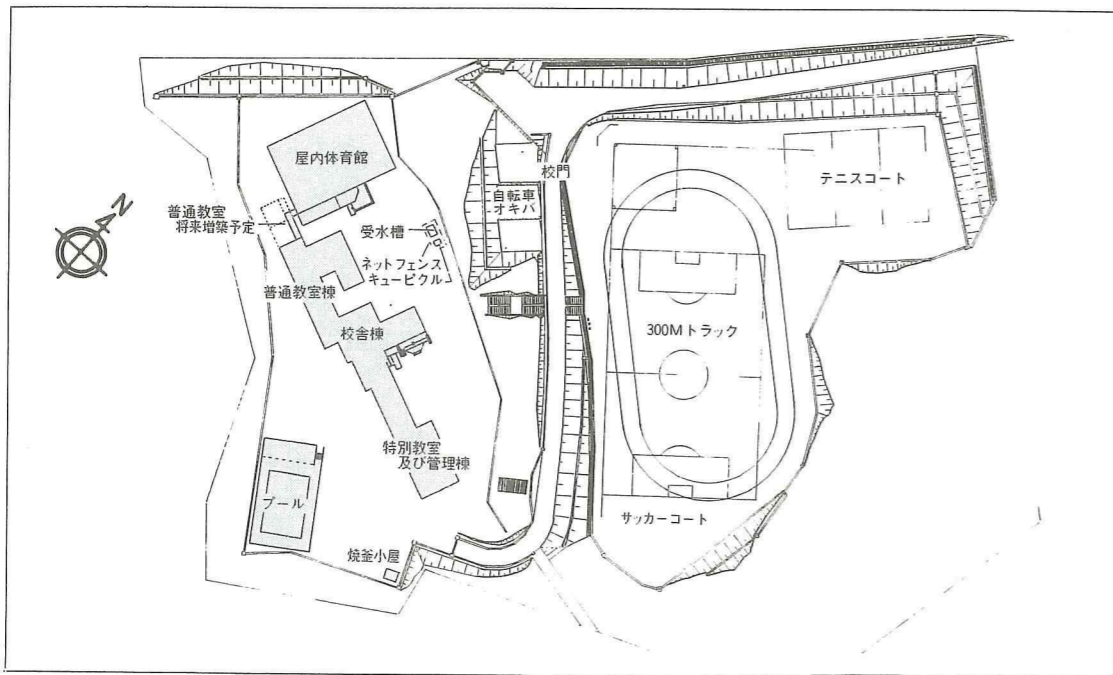 屋内体育館
校門
テニスコート
自転車
オキバ
普通教室
将来増築予定
受水槽
ネットフェンス
キュービクル
N
普通教室棟
校舎棟
300Mトラック
特別教室
及び管理棟
プール
サッカーコート
焼釜小屋